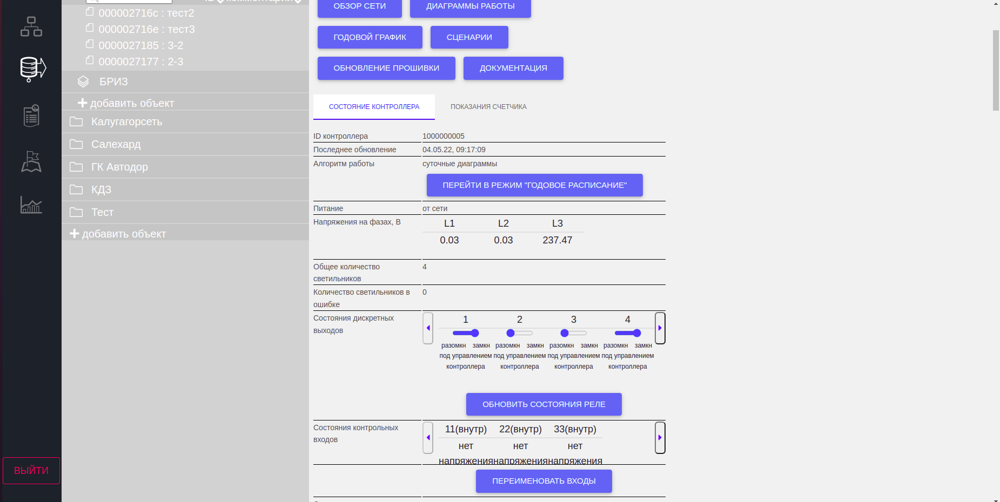 000002716c : тест2
000002716e : тест3
0000027185 : 3-2
0000027177 : 2-3
БРИЗ
добавить объект
Калугагорсеть
Салехард
ГК Автодор
КДЗ
Тест
добавить объект
ВЫЙТИ
ОБЗОР СЕТИ ДИАГРАММЫ РАБОТЫ
ГОДОВОЙ ГРАФИК СЦЕНАРИИ
ОБНОВЛЕНИЕ ПРОШИВКИ ДОКУМЕНТАЦИЯ
СОСТОЯНИЕ КОНТРОЛЛЕРА ПОКАЗАНИЯ СЧЕТЧИКА
ID контроллера 1000000005
Последнее обновление 04.05.22, 09:17:09
Алгоритм работы суточные диаграммы
ПЕРЕЙТИ В РЕЖИМ "ГОДОВОЕ РАСПИСАНИЕ"
Питание от сети
Напряжения на фазах, В L1 L2 L3
0.03 0.03 237.47
Общее количество 4
светильников
Количество светильников в 0
ошибке
Состояния дискретных 1 2 3 4
выходов
разомкн замкн разомкн замкн разомкн замкн разомкн замкн
под управлением под управлением под управлением под управлением
контроллера контроллера контроллера контроллера
ОБНОВИТЬ СОСТОЯНИЯ РЕЛЕ
Состояния контрольных 11(внутр) 22(внутр) 33(внутр)
входов
нет нет нет
напряжения напряжения напряжения
ПЕРЕИМЕНОВАТЬ ВХОДЫ